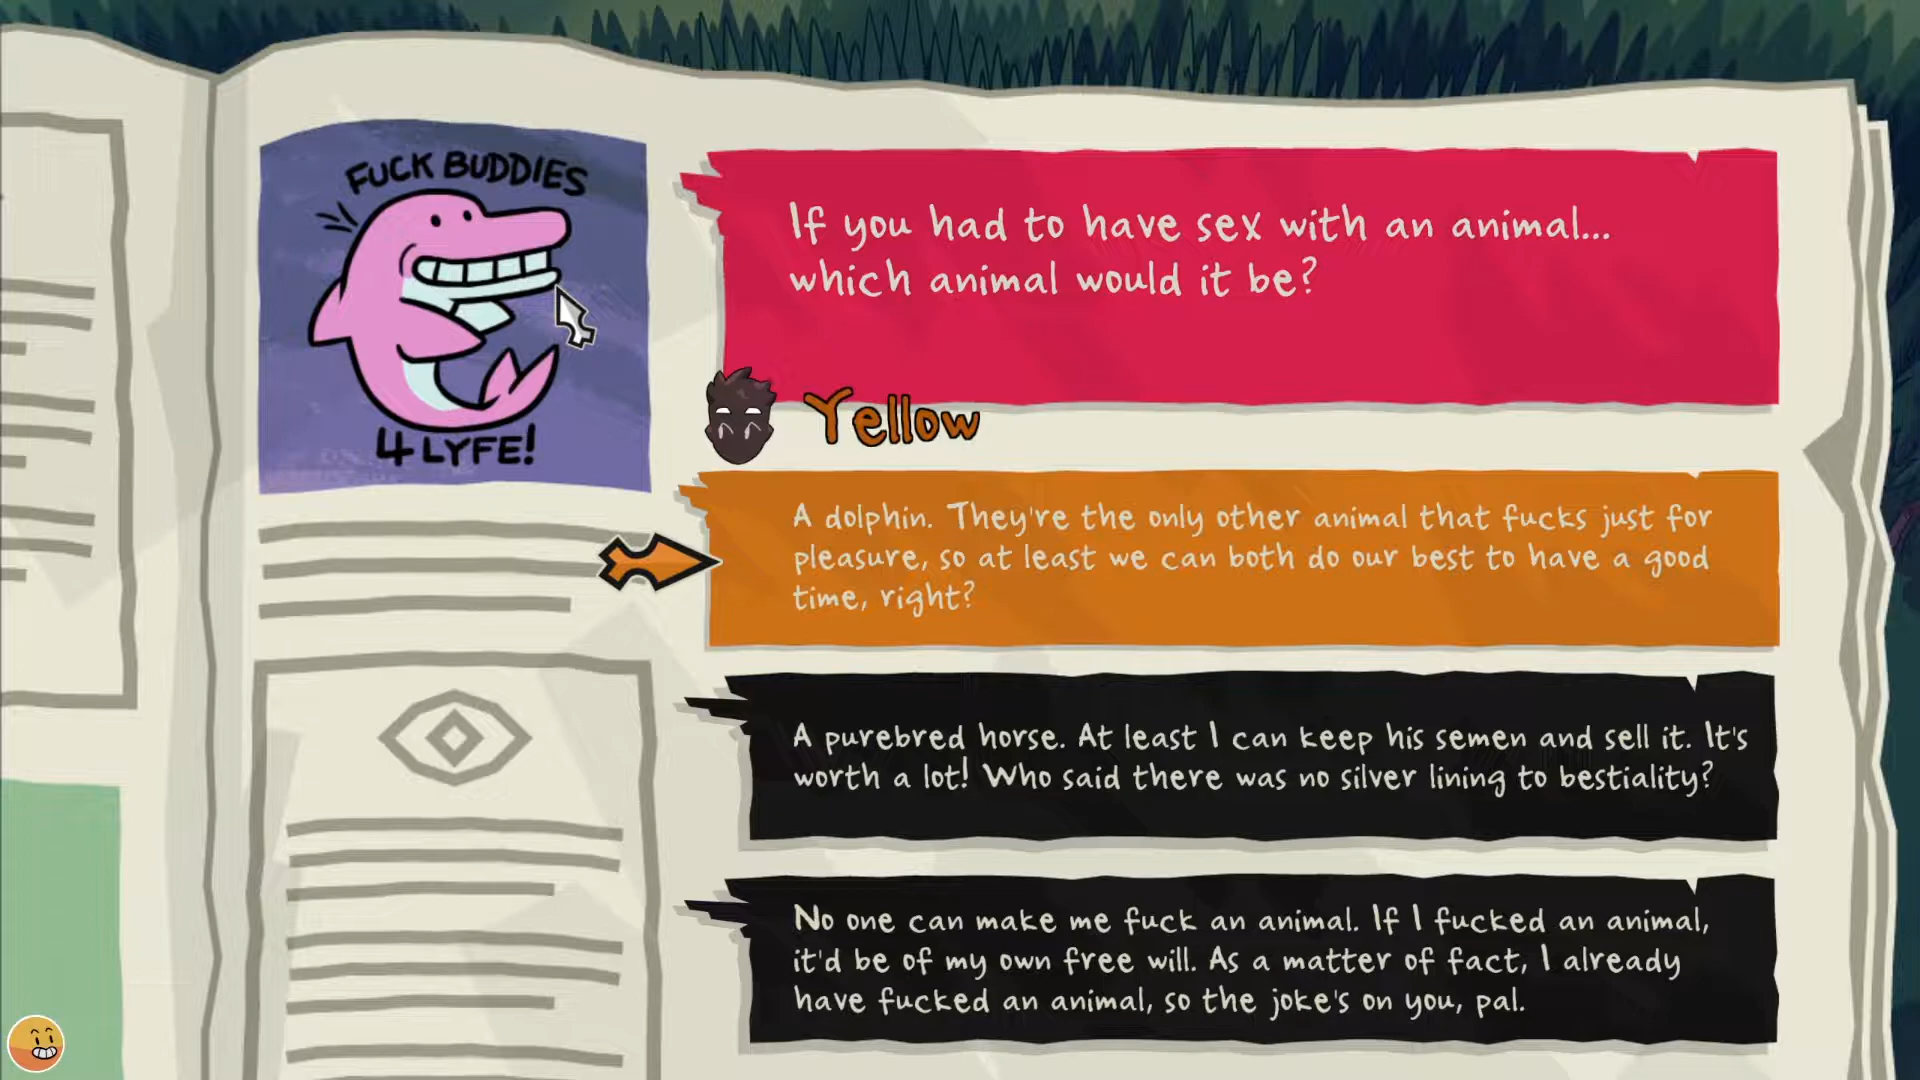 FUCK BUDDIES
4 LYFE!
If you had to have sex with an animal...
which animal would it be?
Yellow
A dolphin. They're the only other animal that fucks just for
pleasure, so at least we can both do our best to have a good
time, right?
A purebred horse. At least I can keep his semen and sell it. It's
worth a lot! Who said there was no silver lining to bestiality?
No one can make me fuck an animal. If I fucked an animal,
it'd be of my own free will. As a matter of fact, I already
have fucked an animal, so the joke's on you, pal.